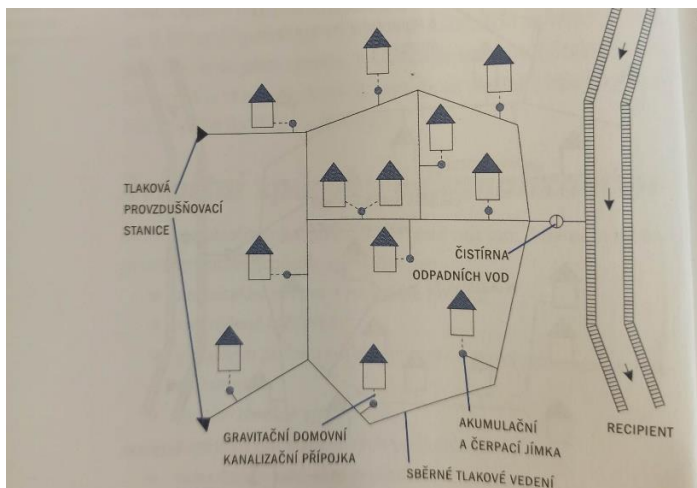 TLAKOVÁ
PROVZDUŠŇOVACÍ
STANICE
ČISTÍRNA
ODPADNÍCH VOD
GRAVITAČNÍ DOMOVNÍ
KANALIZAČNÍ PŘÍPOJKA
AKUMULAČNÍ
A ČERPACÍ JÍMKA
SBĚRNÉ TLAKOVÉ VEDENÍ
RECIPIENT